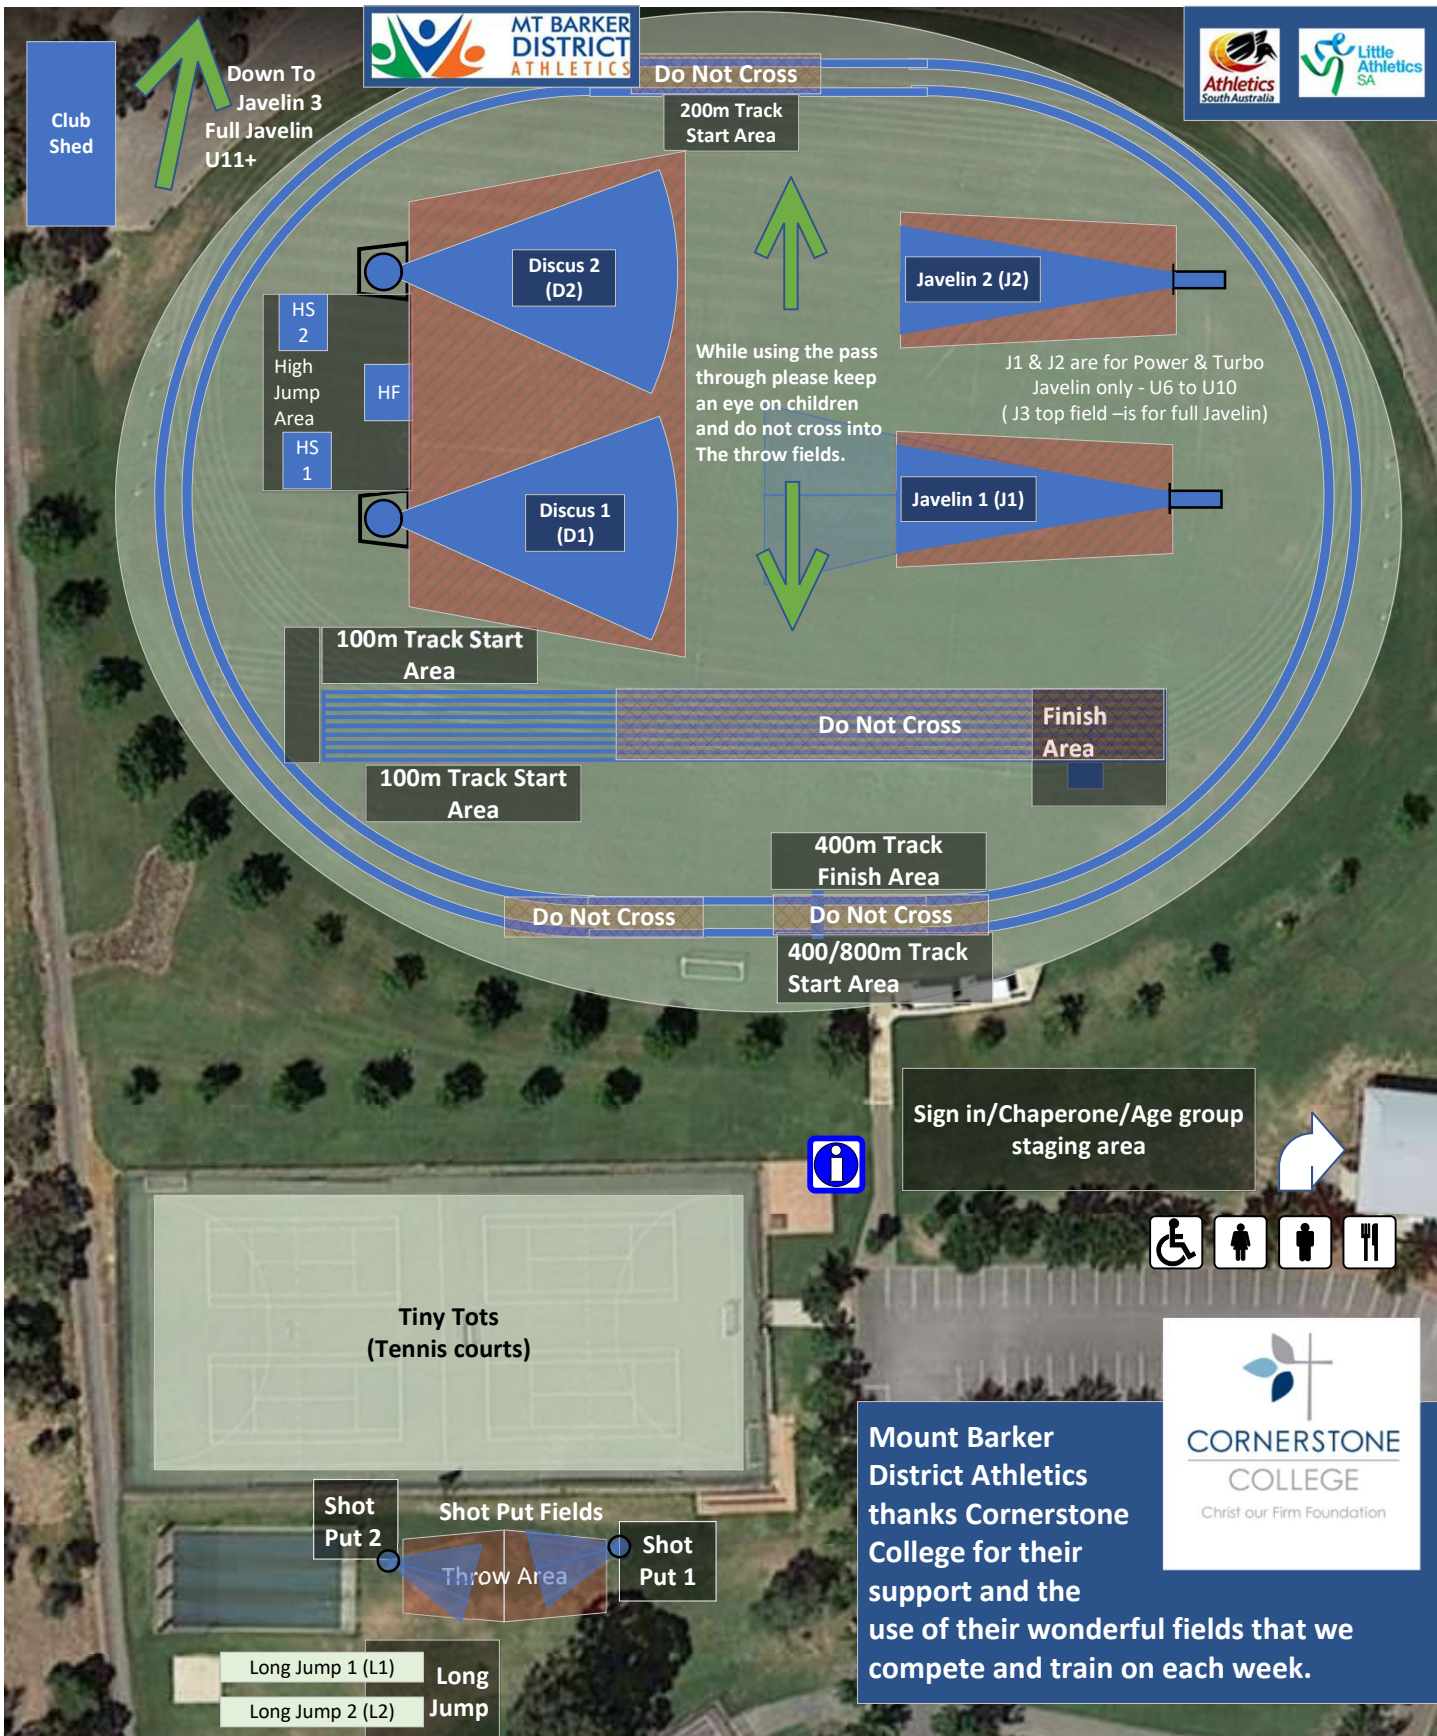 MT BARKER
DISTRICT
ATHLETICS
Athletics
South Australia
Little
Athletics
SA
Club
Shed
Down To
Javelin 3
Full Javelin
U11+
Do Not Cross
200m Track
Start Area
Discus 2
(D2)
Javelin 2 (J2)
HS
2
High
Jump
Area
HF
HS
1
While using the pass
through please keep
an eye on children
and do not cross into
The throw fields.
J1 & J2 are for Power & Turbo
Javelin only - U6 to U10
( J3 top field –is for full Javelin)
Discus 1
(D1)
Javelin 1 (J1)
100m Track Start
Area
Do Not Cross
Finish
Area
100m Track Start
Area
400m Track
Finish Area
Do Not Cross
Do Not Cross
400/800m Track
Start Area
Sign in/Chaperone/Age group
staging area
i
Tiny Tots
(Tennis courts)
CORNERSTONE
COLLEGE
Christ our Firm Foundation
Mount Barker
District Athletics
thanks Cornerstone
College for their
support and the
use of their wonderful fields that we
compete and train on each week.
Shot
Put 2
Shot Put Fields
Throw Area
Shot
Put 1
Long Jump 1 (L1)
Long Jump 2 (L2)
Long
Jump